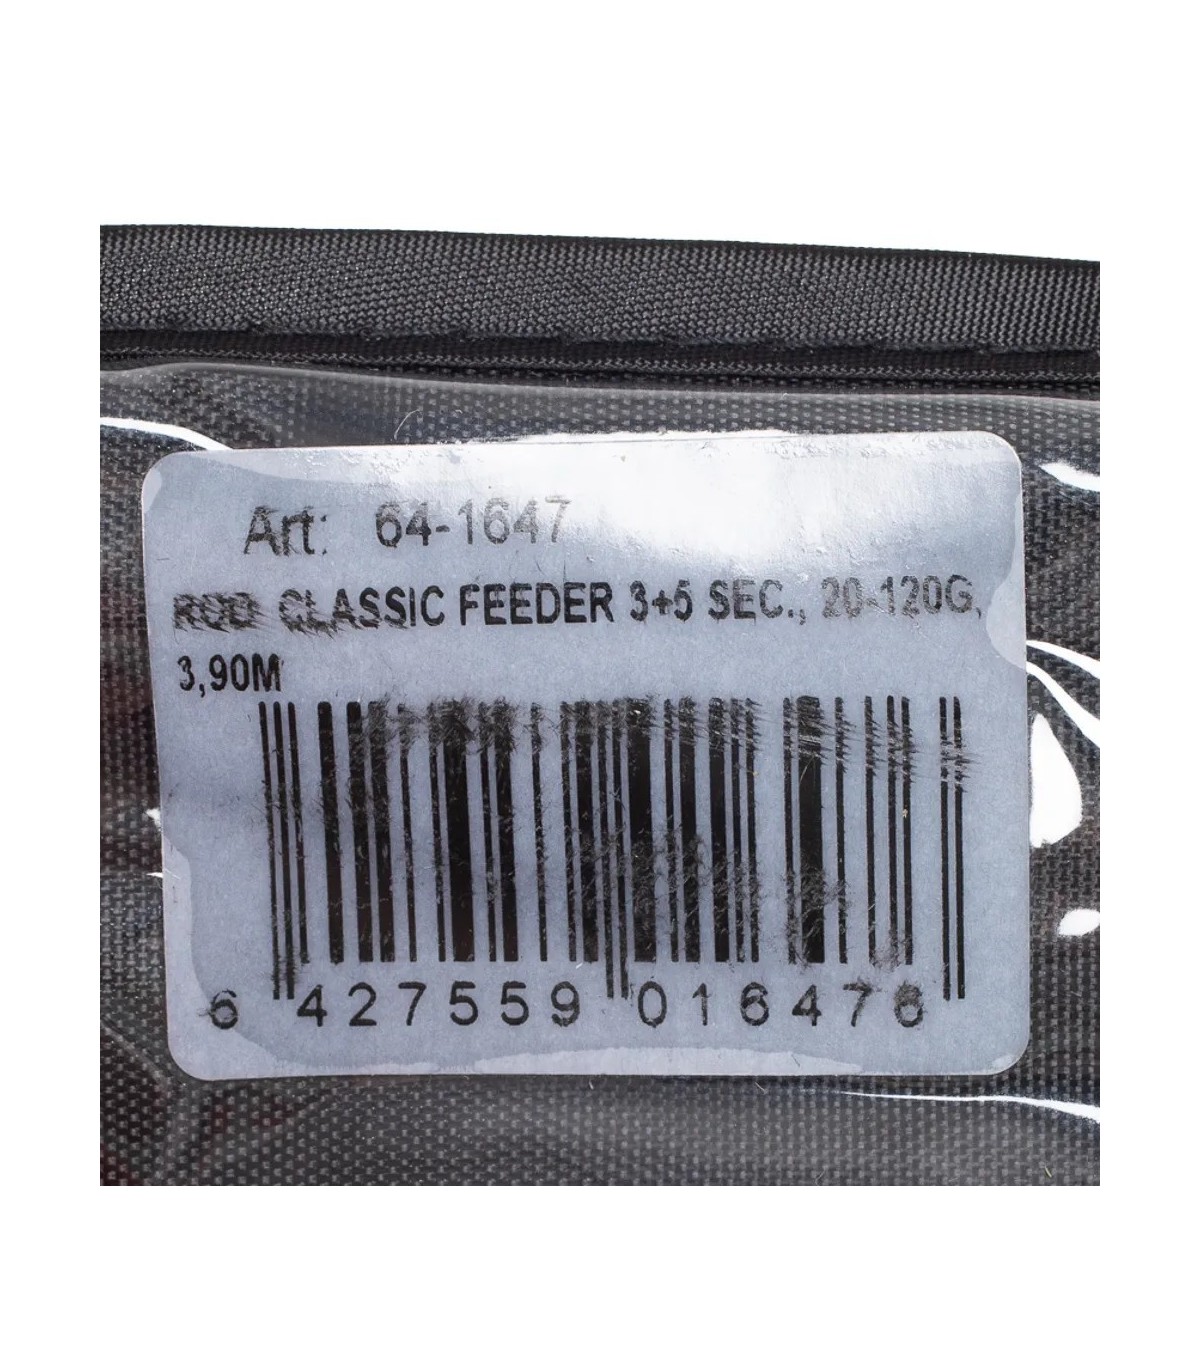 Art: 64-1647
ROD CLASSIC FEEDER 3+5 SEC., 20-120G,
3,90M
6 427559 016476